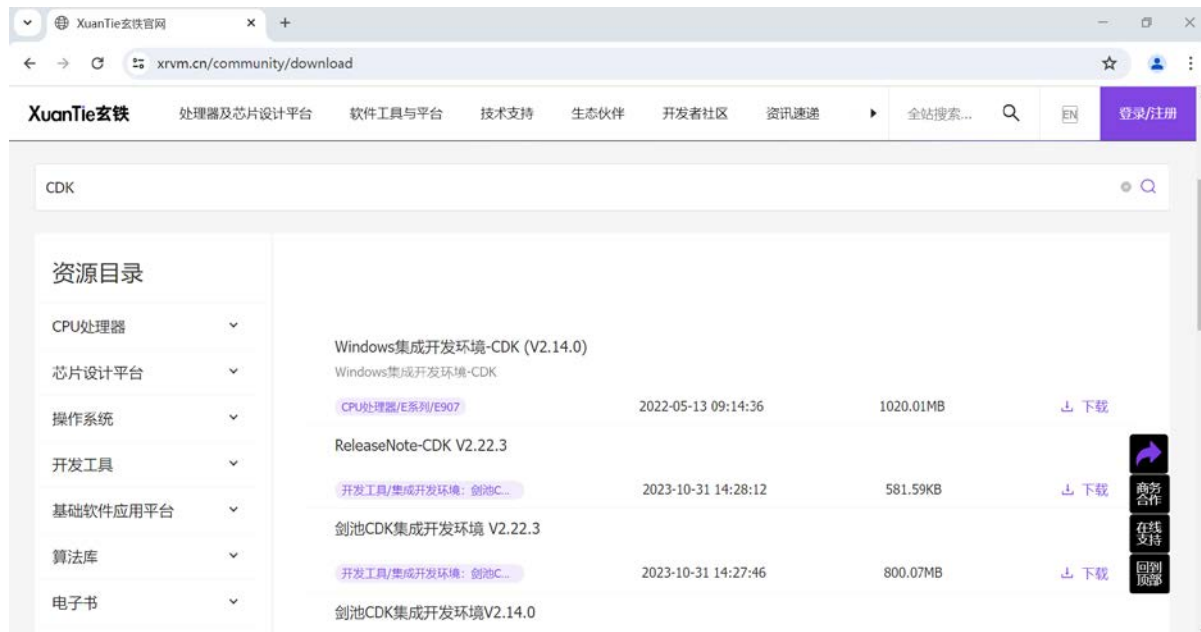 XuanTie玄铁官网
xrvm.cn/community/download
XuanTie玄铁 处理器及芯片设计平台 软件工具与平台 技术支持 生态伙伴 开发者社区 资讯速递 全站搜索... EN 登录/注册
CDK
资源目录
CPU处理器
芯片设计平台
操作系统
开发工具
基础软件应用平台
算法库
电子书
Windows集成开发环境-CDK (V2.14.0)
Windows集成开发环境-CDK
CPU处理器/E系列/E907 2022-05-13 09:14:36 1020.01MB 下载
ReleaseNote-CDK V2.22.3
开发工具/集成开发环境：剑池C... 2023-10-31 14:28:12 581.59KB 下载
剑池CDK集成开发环境 V2.22.3
开发工具/集成开发环境：剑池C... 2023-10-31 14:27:46 800.07MB 下载
剑池CDK集成开发环境V2.14.0
商务
合作
在线
支持
回到
顶部